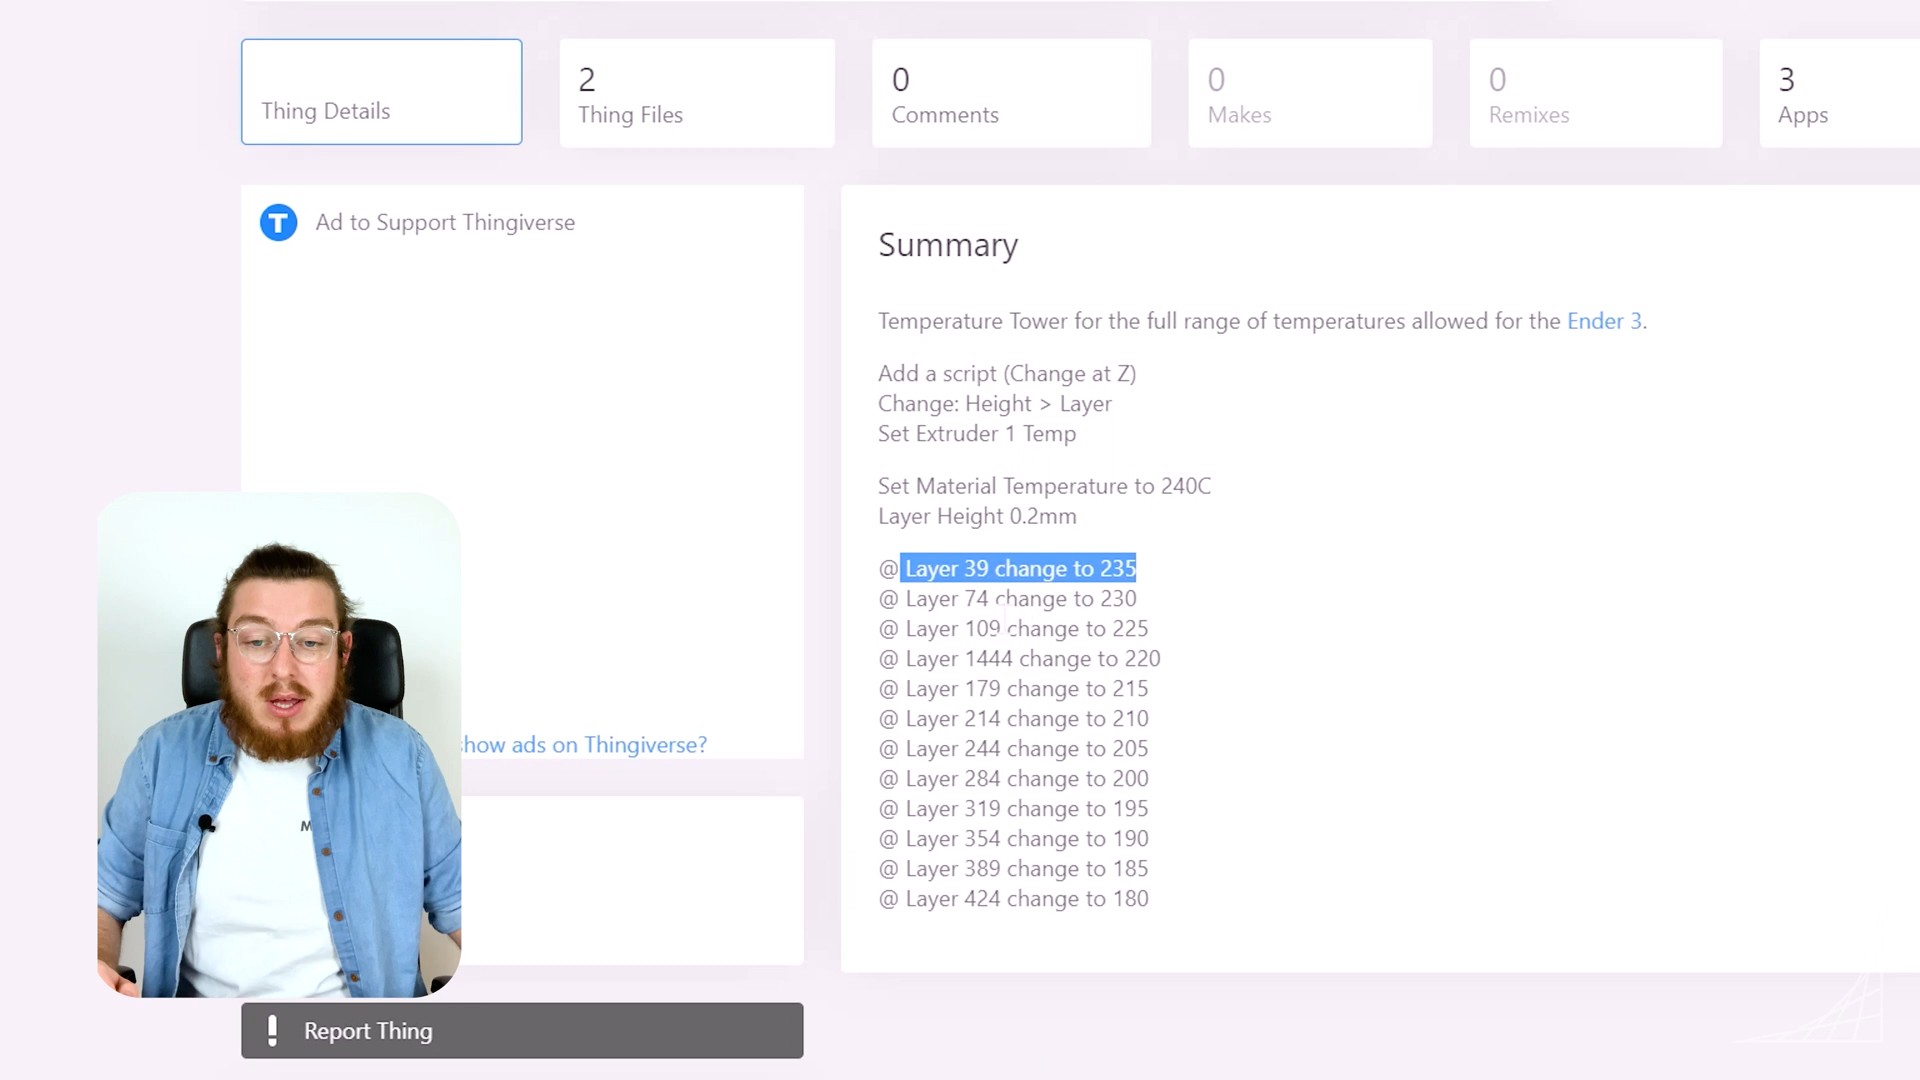 Thing Details
2
Thing Files
0
Comments
0
Makes
0
Remixes
3
Apps
T
Ad to Support Thingiverse
show ads on Thingiverse?
Summary
Temperature Tower for the full range of temperatures allowed for the Ender 3.
Add a script (Change at Z)
Change: Height > Layer
Set Extruder 1 Temp
Set Material Temperature to 240C
Layer Height 0.2mm
@ Layer 39 change to 235
@ Layer 74 change to 230
@ Layer 109 change to 225
@ Layer 1444 change to 220
@ Layer 179 change to 215
@ Layer 214 change to 210
@ Layer 244 change to 205
@ Layer 284 change to 200
@ Layer 319 change to 195
@ Layer 354 change to 190
@ Layer 389 change to 185
@ Layer 424 change to 180
M
! Report Thing